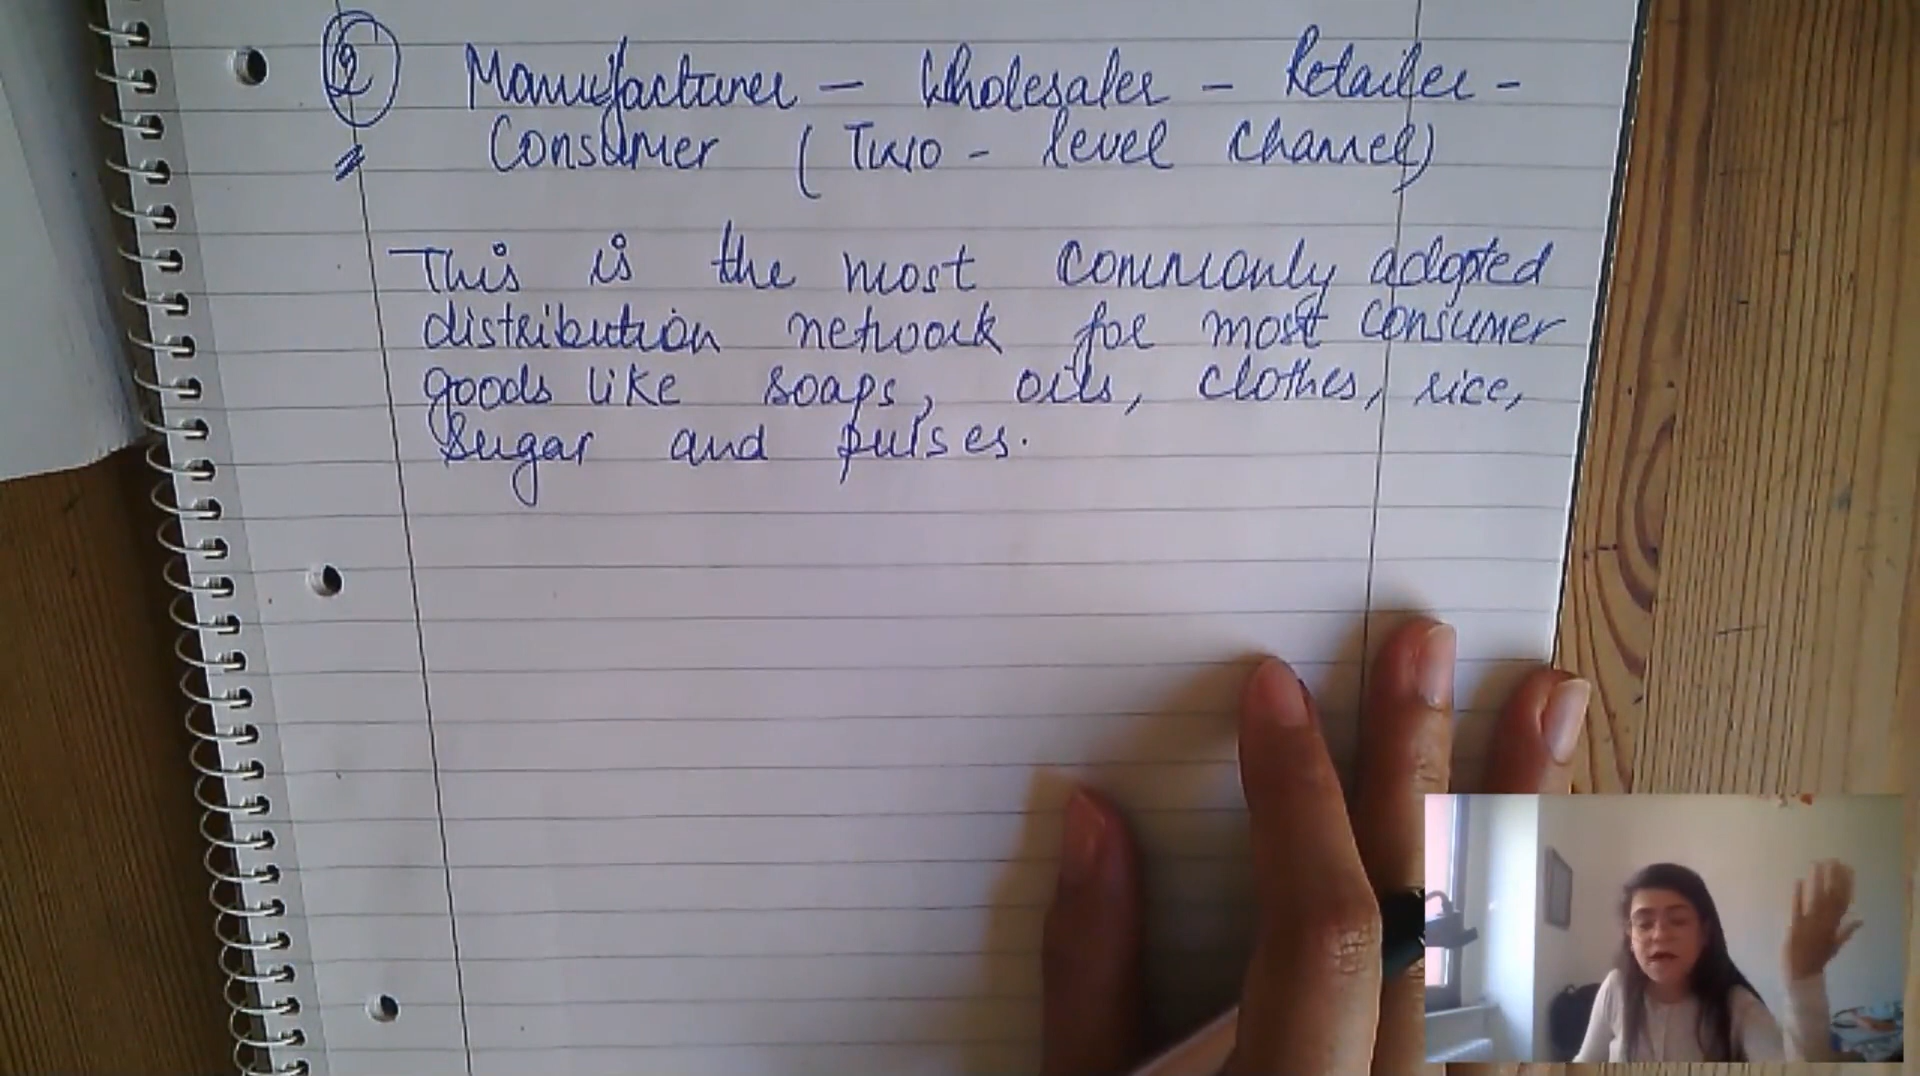 2 Manufacturer - Wholesaler - Retailer -
Consumer (Two - level channel)
This is the most commonly adopted
distribution network for most consumer
goods like soaps, oils, clothes, rice,
Sugar and pulses.